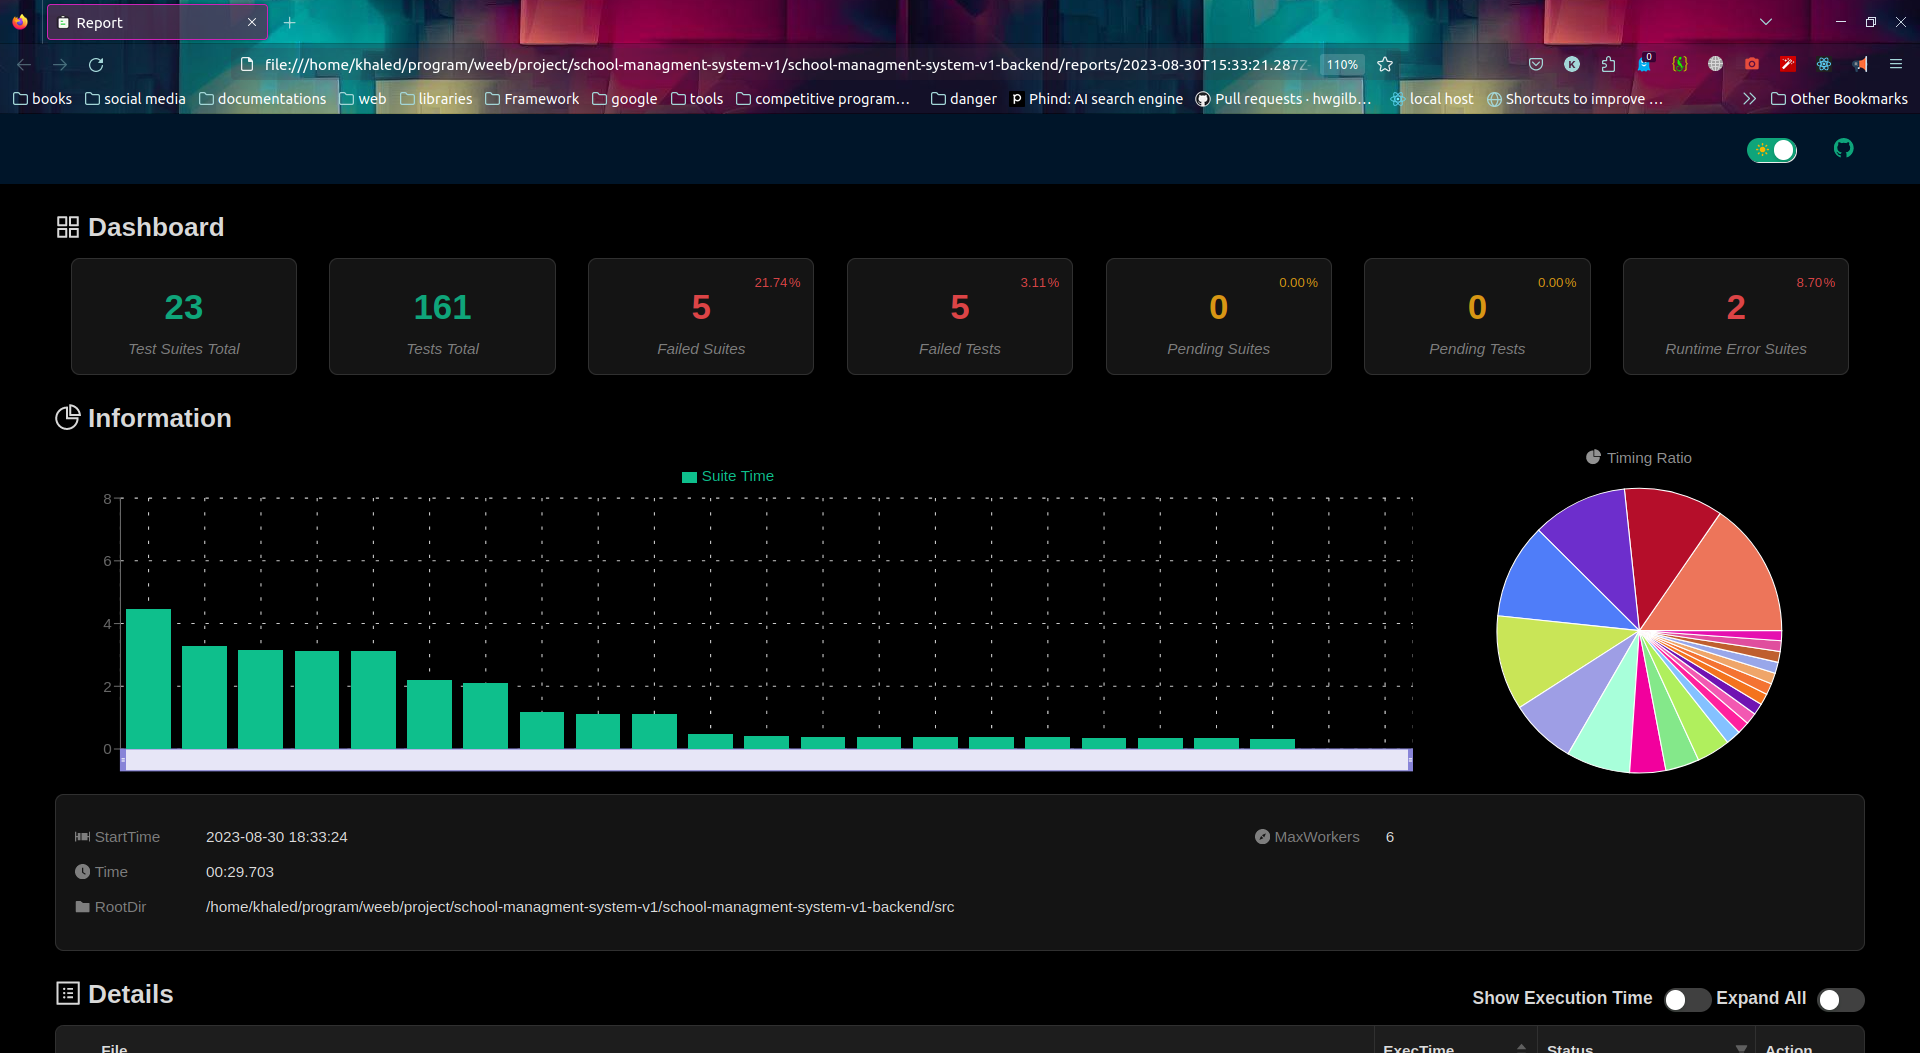 Report
file:///home/khaled/program/weeb/project/school-managment-system-v1/school-managment-system-v1-backend/reports/2023-08-30T15:33:21.287Z-
110%
K
0
books social media documentations web libraries Framework google tools competitive program… danger Phind: AI search engine Pull requests · hwgilb… local host Shortcuts to improve … Other Bookmarks
Dashboard
23
Test Suites Total
161
Tests Total
21.74%
5
Failed Suites
3.11%
5
Failed Tests
0.00%
0
Pending Suites
0.00%
0
Pending Tests
8.70%
2
Runtime Error Suites
Information
Suite Time
8
6
4
2
0
Timing Ratio
StartTime 2023-08-30 18:33:24
MaxWorkers 6
Time 00:29.703
RootDir /home/khaled/program/weeb/project/school-managment-system-v1/school-managment-system-v1-backend/src
Details
Show Execution Time Expand All
File ExecTime Status Action